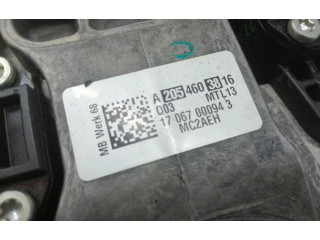 MB Werk 68
A 205 460 38 16
003 MTL13
17 067 00094 3
MC2AEH